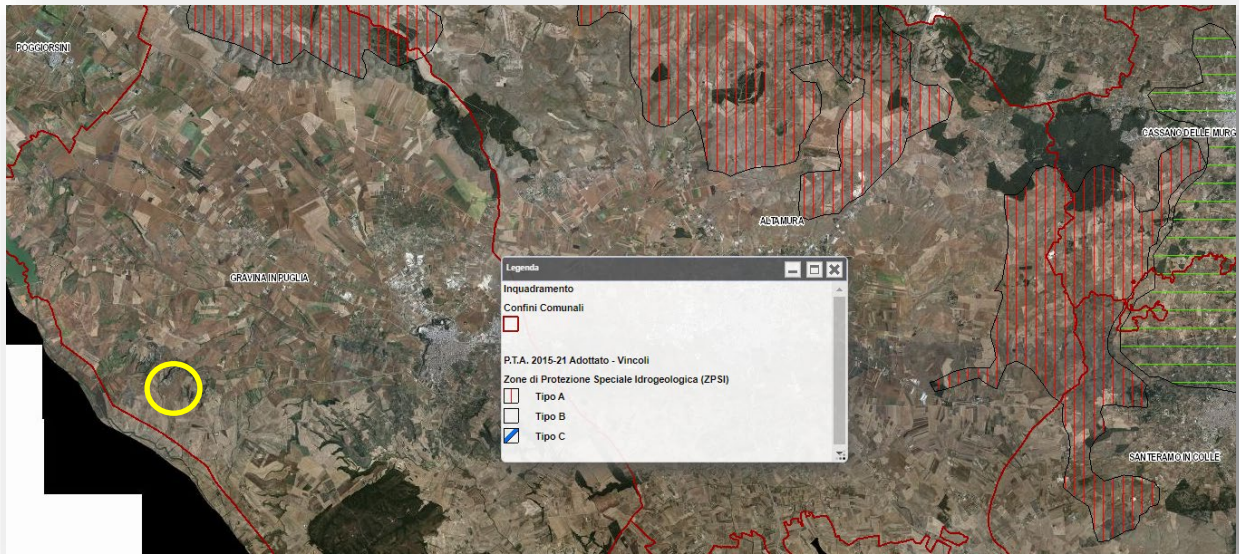 POGGIORSINI
CASSANO DELLE MURG
ALTAMURA
GRAVINA IN PUGLIA
Legenda
Inquadramento
Confini Comunali
P.T.A. 2015-21 Adottato - Vincoli
Zone di Protezione Speciale Idrogeologica (ZPSI)
Tipo A
Tipo B
Tipo C
SANTERAMO IN COLLE